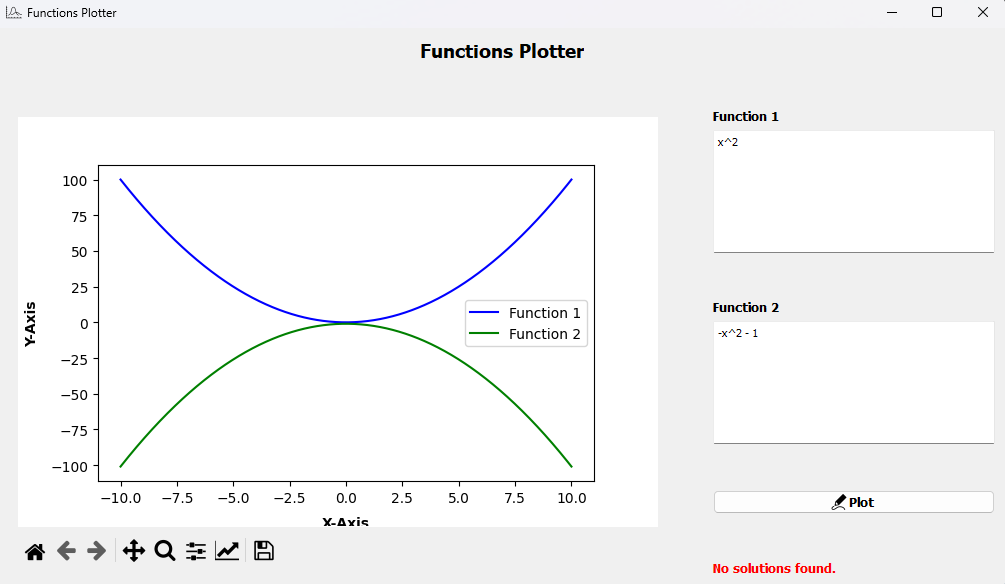 Functions Plotter
Functions Plotter
Function 1
x^2
Function 2
-x^2 - 1
Plot
No solutions found.
Y-Axis
100
75
50
25
0
−25
−50
−75
−100
Function 1
Function 2
−10.0 −7.5 −5.0 −2.5 0.0 2.5 5.0 7.5 10.0
X-Axis